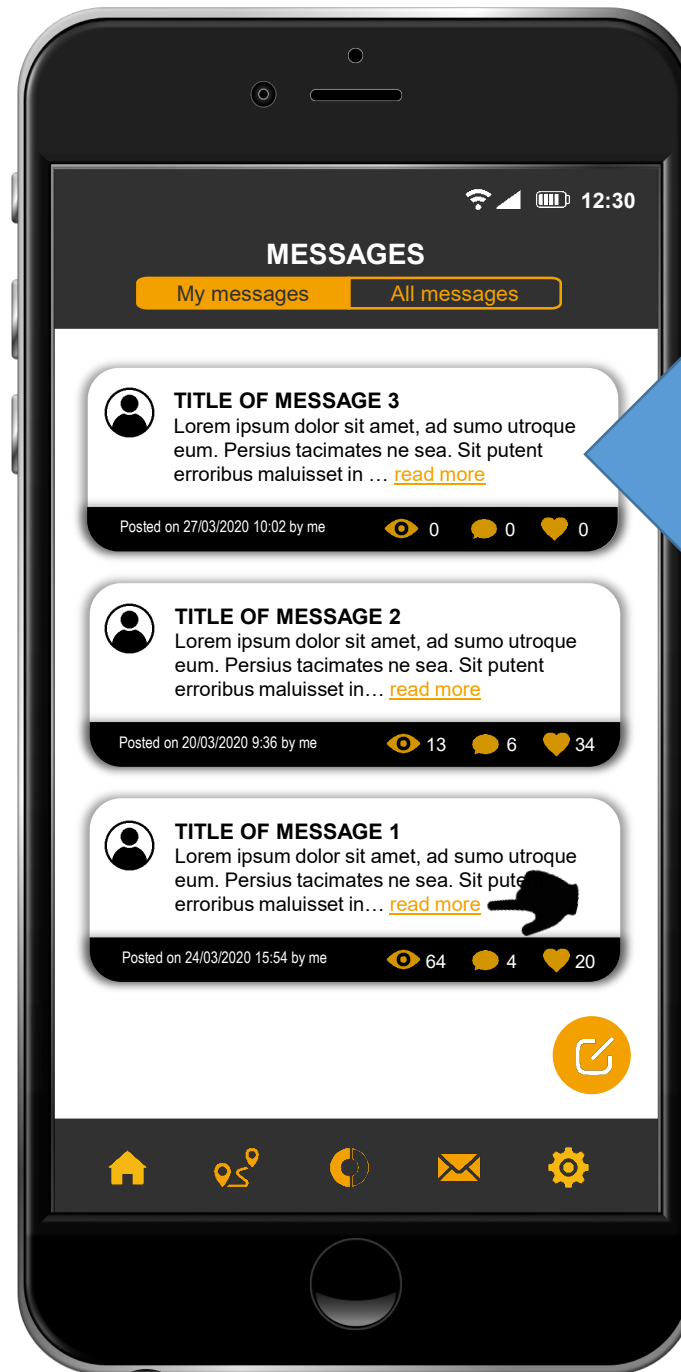 12:30
MESSAGES
My messages All messages
TITLE OF MESSAGE 3
Lorem ipsum dolor sit amet, ad sumo utroque
eum. Persius tacimates ne sea. Sit putent
erroribus maluisset in … read more
Posted on 27/03/2020 10:02 by me 0 0 0
TITLE OF MESSAGE 2
Lorem ipsum dolor sit amet, ad sumo utroque
eum. Persius tacimates ne sea. Sit putent
erroribus maluisset in… read more
Posted on 20/03/2020 9:36 by me 13 6 34
TITLE OF MESSAGE 1
Lorem ipsum dolor sit amet, ad sumo utroque
eum. Persius tacimates ne sea. Sit
erroribus maluisset in… read more
Posted on 24/03/2020 15:54 by me 64 4 20